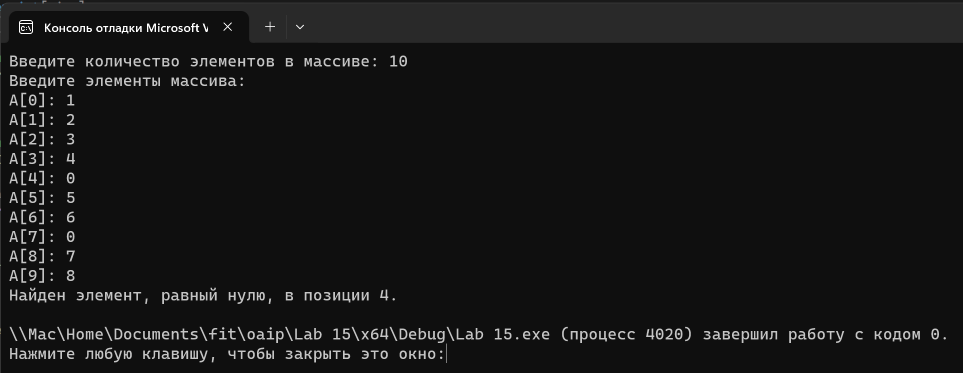 Консоль отладки Microsoft V
Введите количество элементов в массиве: 10
Введите элементы массива:
A[0]: 1
A[1]: 2
A[2]: 3
A[3]: 4
A[4]: 0
A[5]: 5
A[6]: 6
A[7]: 0
A[8]: 7
A[9]: 8
Найден элемент, равный нулю, в позиции 4.
\\Mac\Home\Documents\fit\oaip\Lab 15\x64\Debug\Lab 15.exe (процесс 4020) завершил работу с кодом 0.
Нажмите любую клавишу, чтобы закрыть это окно: